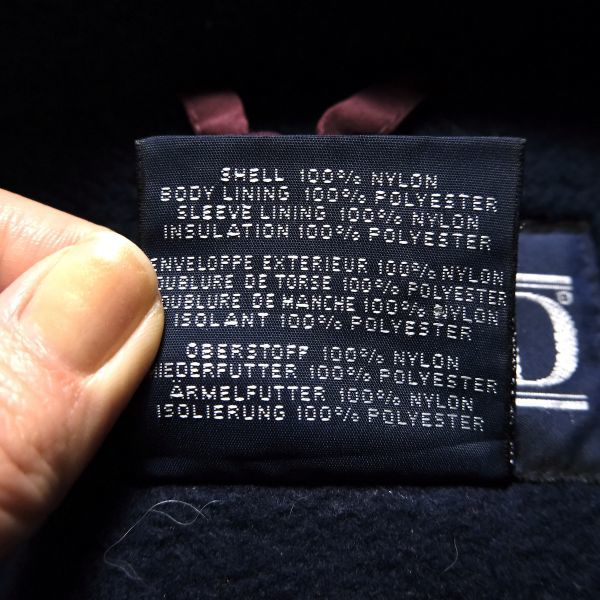 SHELL 100% NYLON
BODY LINING 100% POLYESTER
SLEEVE LINING 100% NYLON
INSULATION 100% POLYESTER
ENVELOPPE EXTERIEUR 100% NYLON
DUBLURE DE TORSE 100% POLYESTER
DOUBLURE DE MANCHE 100% NYLON
ISOLANT 100% POLYESTER
OBERSTOFF 100% NYLON
NIEDERFUTTER 100% POLYESTER
ÄRMELFUTTER 100% NYLON
ISOLIERUNG 100% POLYESTER
D